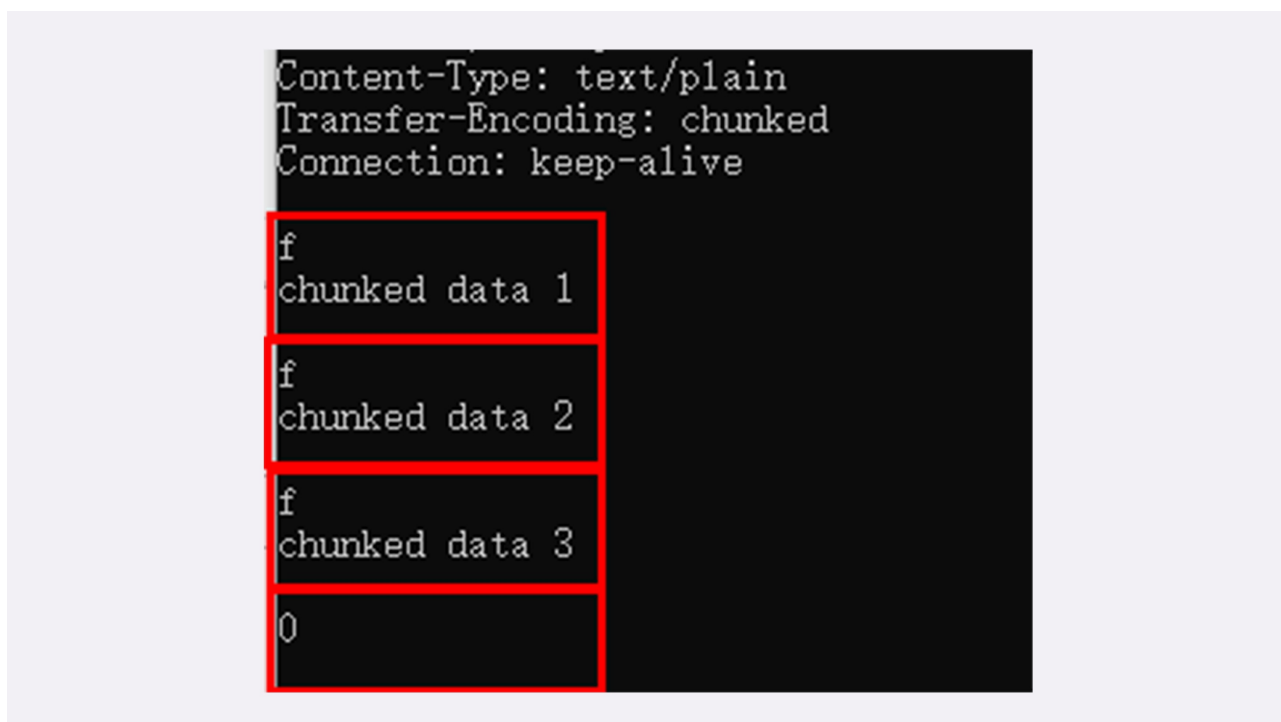 Content-Type: text/plain
Transfer-Encoding: chunked
Connection: keep-alive
f
chunked data 1
f
chunked data 2
f
chunked data 3
0